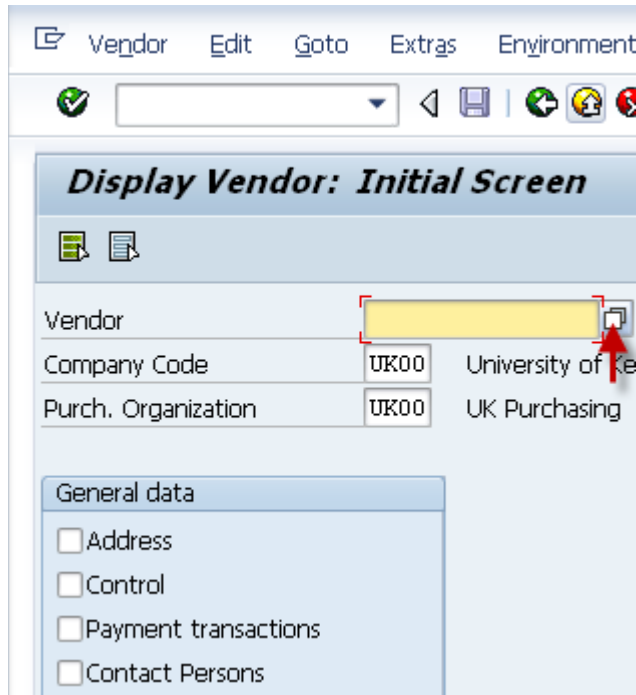 Vendor Edit Goto Extras Environment
Display Vendor: Initial Screen
Vendor
Company Code UK00 University of Ke
Purch. Organization UK00 UK Purchasing
General data
Address
Control
Payment transactions
Contact Persons